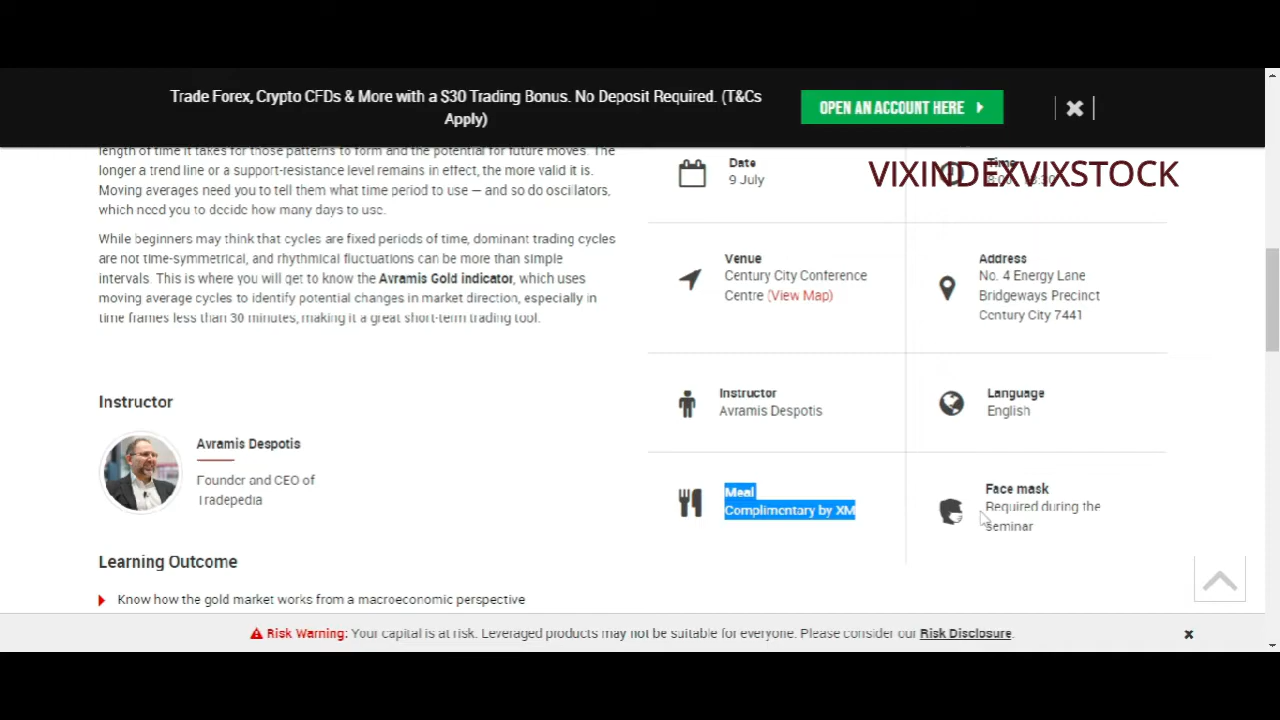 Trade Forex, Crypto CFDs & More with a $30 Trading Bonus. No Deposit Required. (T&Cs
Apply)
OPEN AN ACCOUNT HERE
length of time it takes for those patterns to form and the potential for future moves. The
longer a trend line or a support-resistance level remains in effect, the more valid it is.
Moving averages need you to tell them what time period to use — and so do oscillators,
which need you to decide how many days to use.
While beginners may think that cycles are fixed periods of time, dominant trading cycles
are not time-symmetrical, and rhythmical fluctuations can be more than simple
intervals. This is where you will get to know the Avramis Gold indicator, which uses
moving average cycles to identify potential changes in market direction, especially in
time frames less than 30 minutes, making it a great short-term trading tool.
Instructor
Avramis Despotis
Founder and CEO of
Tradepedia
Learning Outcome
Know how the gold market works from a macroeconomic perspective
Date
9 July
Time
VIXINDEXVIXSTOCK
Venue
Century City Conference
Centre (View Map)
Address
No. 4 Energy Lane
Bridgeways Precinct
Century City 7441
Instructor
Avramis Despotis
Language
English
Meal
Complimentary by XM
Face mask
Required during the
seminar
Risk Warning: Your capital is at risk. Leveraged products may not be suitable for everyone. Please consider our Risk Disclosure.